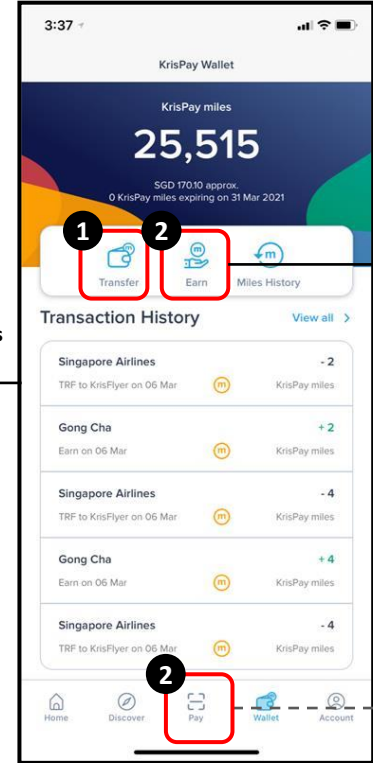 3:37
KrisPay Wallet
KrisPay miles
25,515
SGD 170.10 approx.
0 KrisPay miles expiring on 31 Mar 2021
1
2
m
m
m
Transfer
Earn
Miles History
Transaction History
View all >
s
Singapore Airlines
- 2
TRF to KrisFlyer on 06 Mar
m
KrisPay miles
Gong Cha
+ 2
Earn on 06 Mar
m
KrisPay miles
Singapore Airlines
- 4
TRF to KrisFlyer on 06 Mar
m
KrisPay miles
Gong Cha
+ 4
Earn on 06 Mar
m
KrisPay miles
Singapore Airlines
- 4
TRF to KrisFlyer on 06 Mar
m
KrisPay miles
2
Home
Discover
Pay
Wallet
Account